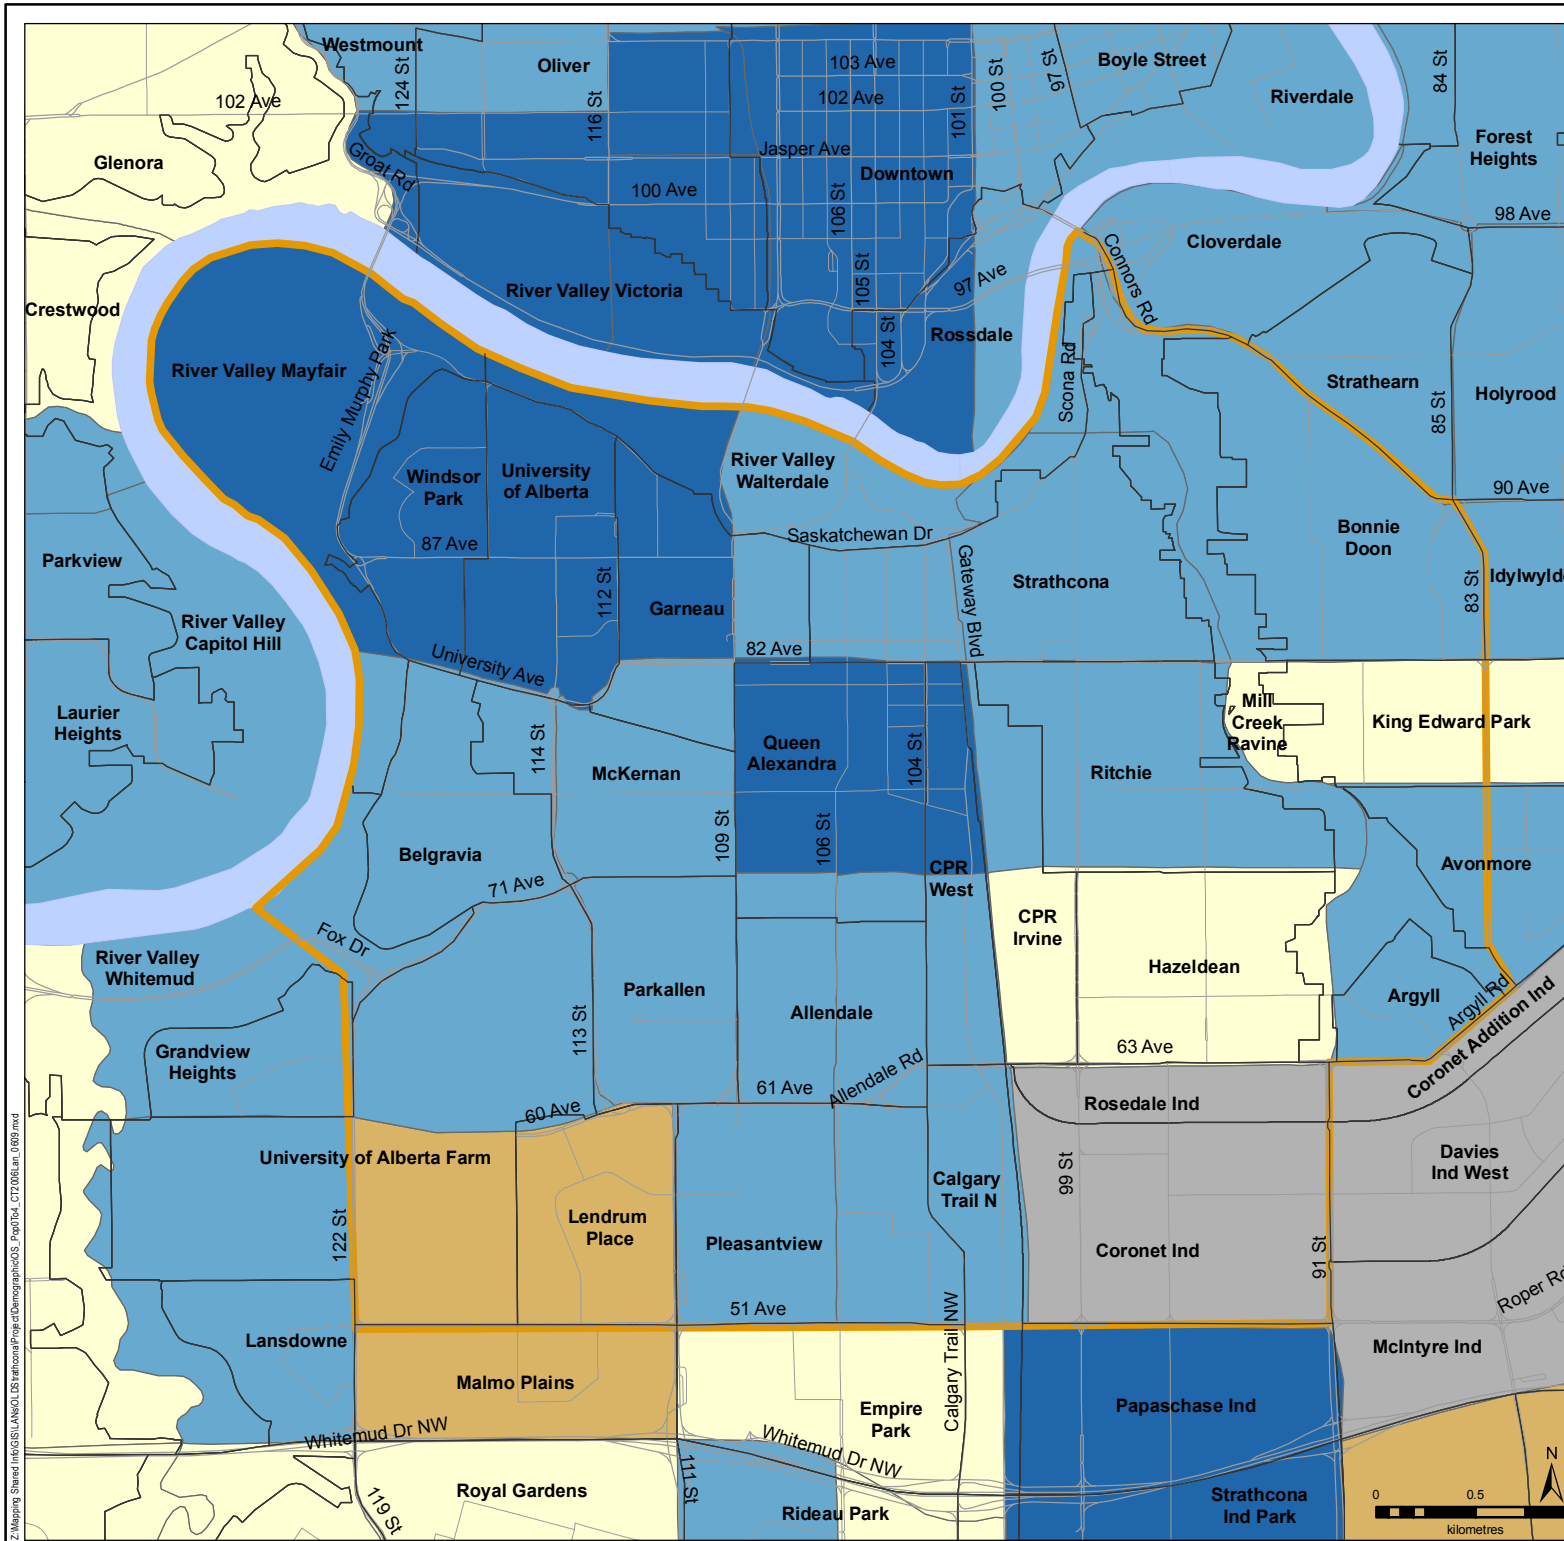 Westmount
Oliver
124 St
116 St
103 Ave
102 Ave
102 Ave
101 St
100 St
97 St
Boyle Street
Riverdale
84 St
Forest
Heights
Glenora
Groat Rd
Jasper Ave
100 Ave
Downtown
106 St
98 Ave
Cloverdale
Connors Rd
Crestwood
River Valley Victoria
105 St
97 Ave
104 St
Rossdale
River Valley Mayfair
Emily Murphy Park
Scona Rd
Strathearn
85 St
Holyrood
River Valley
Walterdale
Windsor
Park
University
of Alberta
90 Ave
Saskatchewan Dr
87 Ave
Bonnie
Doon
Parkview
Gateway Blvd
Strathcona
83 St
Idylwylde
112 St
Garneau
River Valley
Capitol Hill
82 Ave
University Ave
Laurier
Heights
Mill
Creek
Ravine
King Edward Park
114 St
McKernan
Queen
Alexandra
104 St
Ritchie
109 St
106 St
Belgravia
71 Ave
CPR
West
Avonmore
CPR
Irvine
Fox Dr
River Valley
Whitemud
Hazeldean
Parkallen
Argyll
Argyll Rd
Allendale
113 St
Grandview
Heights
63 Ave
Coronet Addition Ind
61 Ave
Allendale Rd
60 Ave
Rosedale Ind
University of Alberta Farm
99 St
Davies
Ind West
Calgary
Trail N
Lendrum
Place
122 St
Pleasantview
Coronet Ind
91 St
Roper Rd
51 Ave
Lansdowne
Calgary Trail NW
McIntyre Ind
Malmo Plains
Empire
Park
Papaschase Ind
Whitemud Dr NW
Whitemud Dr NW
N
Royal Gardens
119 St
111 St
Rideau Park
Strathcona
Ind Park
0
0.5
kilometres